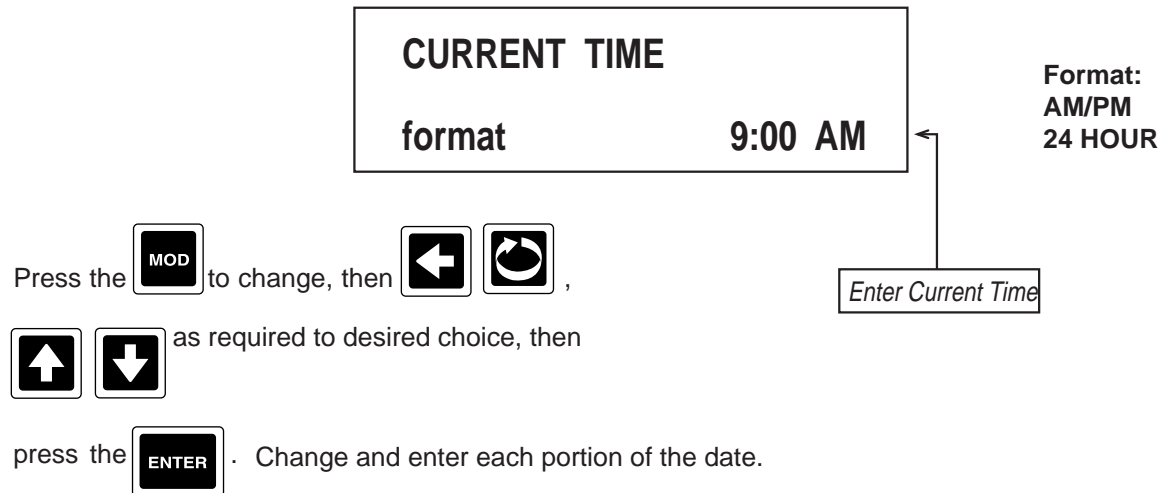 CURRENT TIME
format 9:00 AM
Format:
AM/PM
24 HOUR
Enter Current Time
Press the MOD to change, then ,
as required to desired choice, then
press the ENTER . Change and enter each portion of the date.